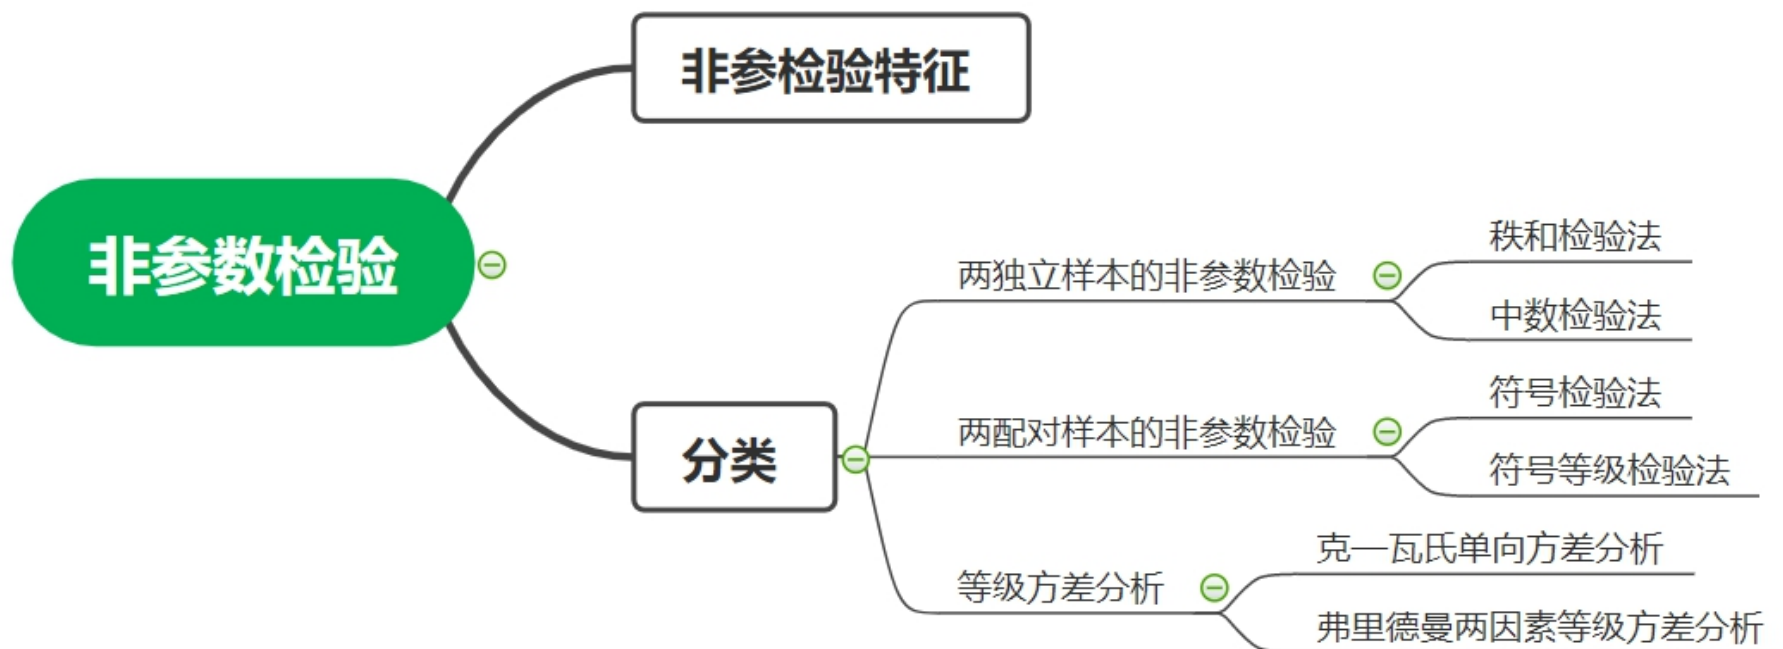 非参数检验
非参检验特征
分类
两独立样本的非参数检验
秩和检验法
中数检验法
两配对样本的非参数检验
符号检验法
符号等级检验法
等级方差分析
克—瓦氏单向方差分析
弗里德曼两因素等级方差分析